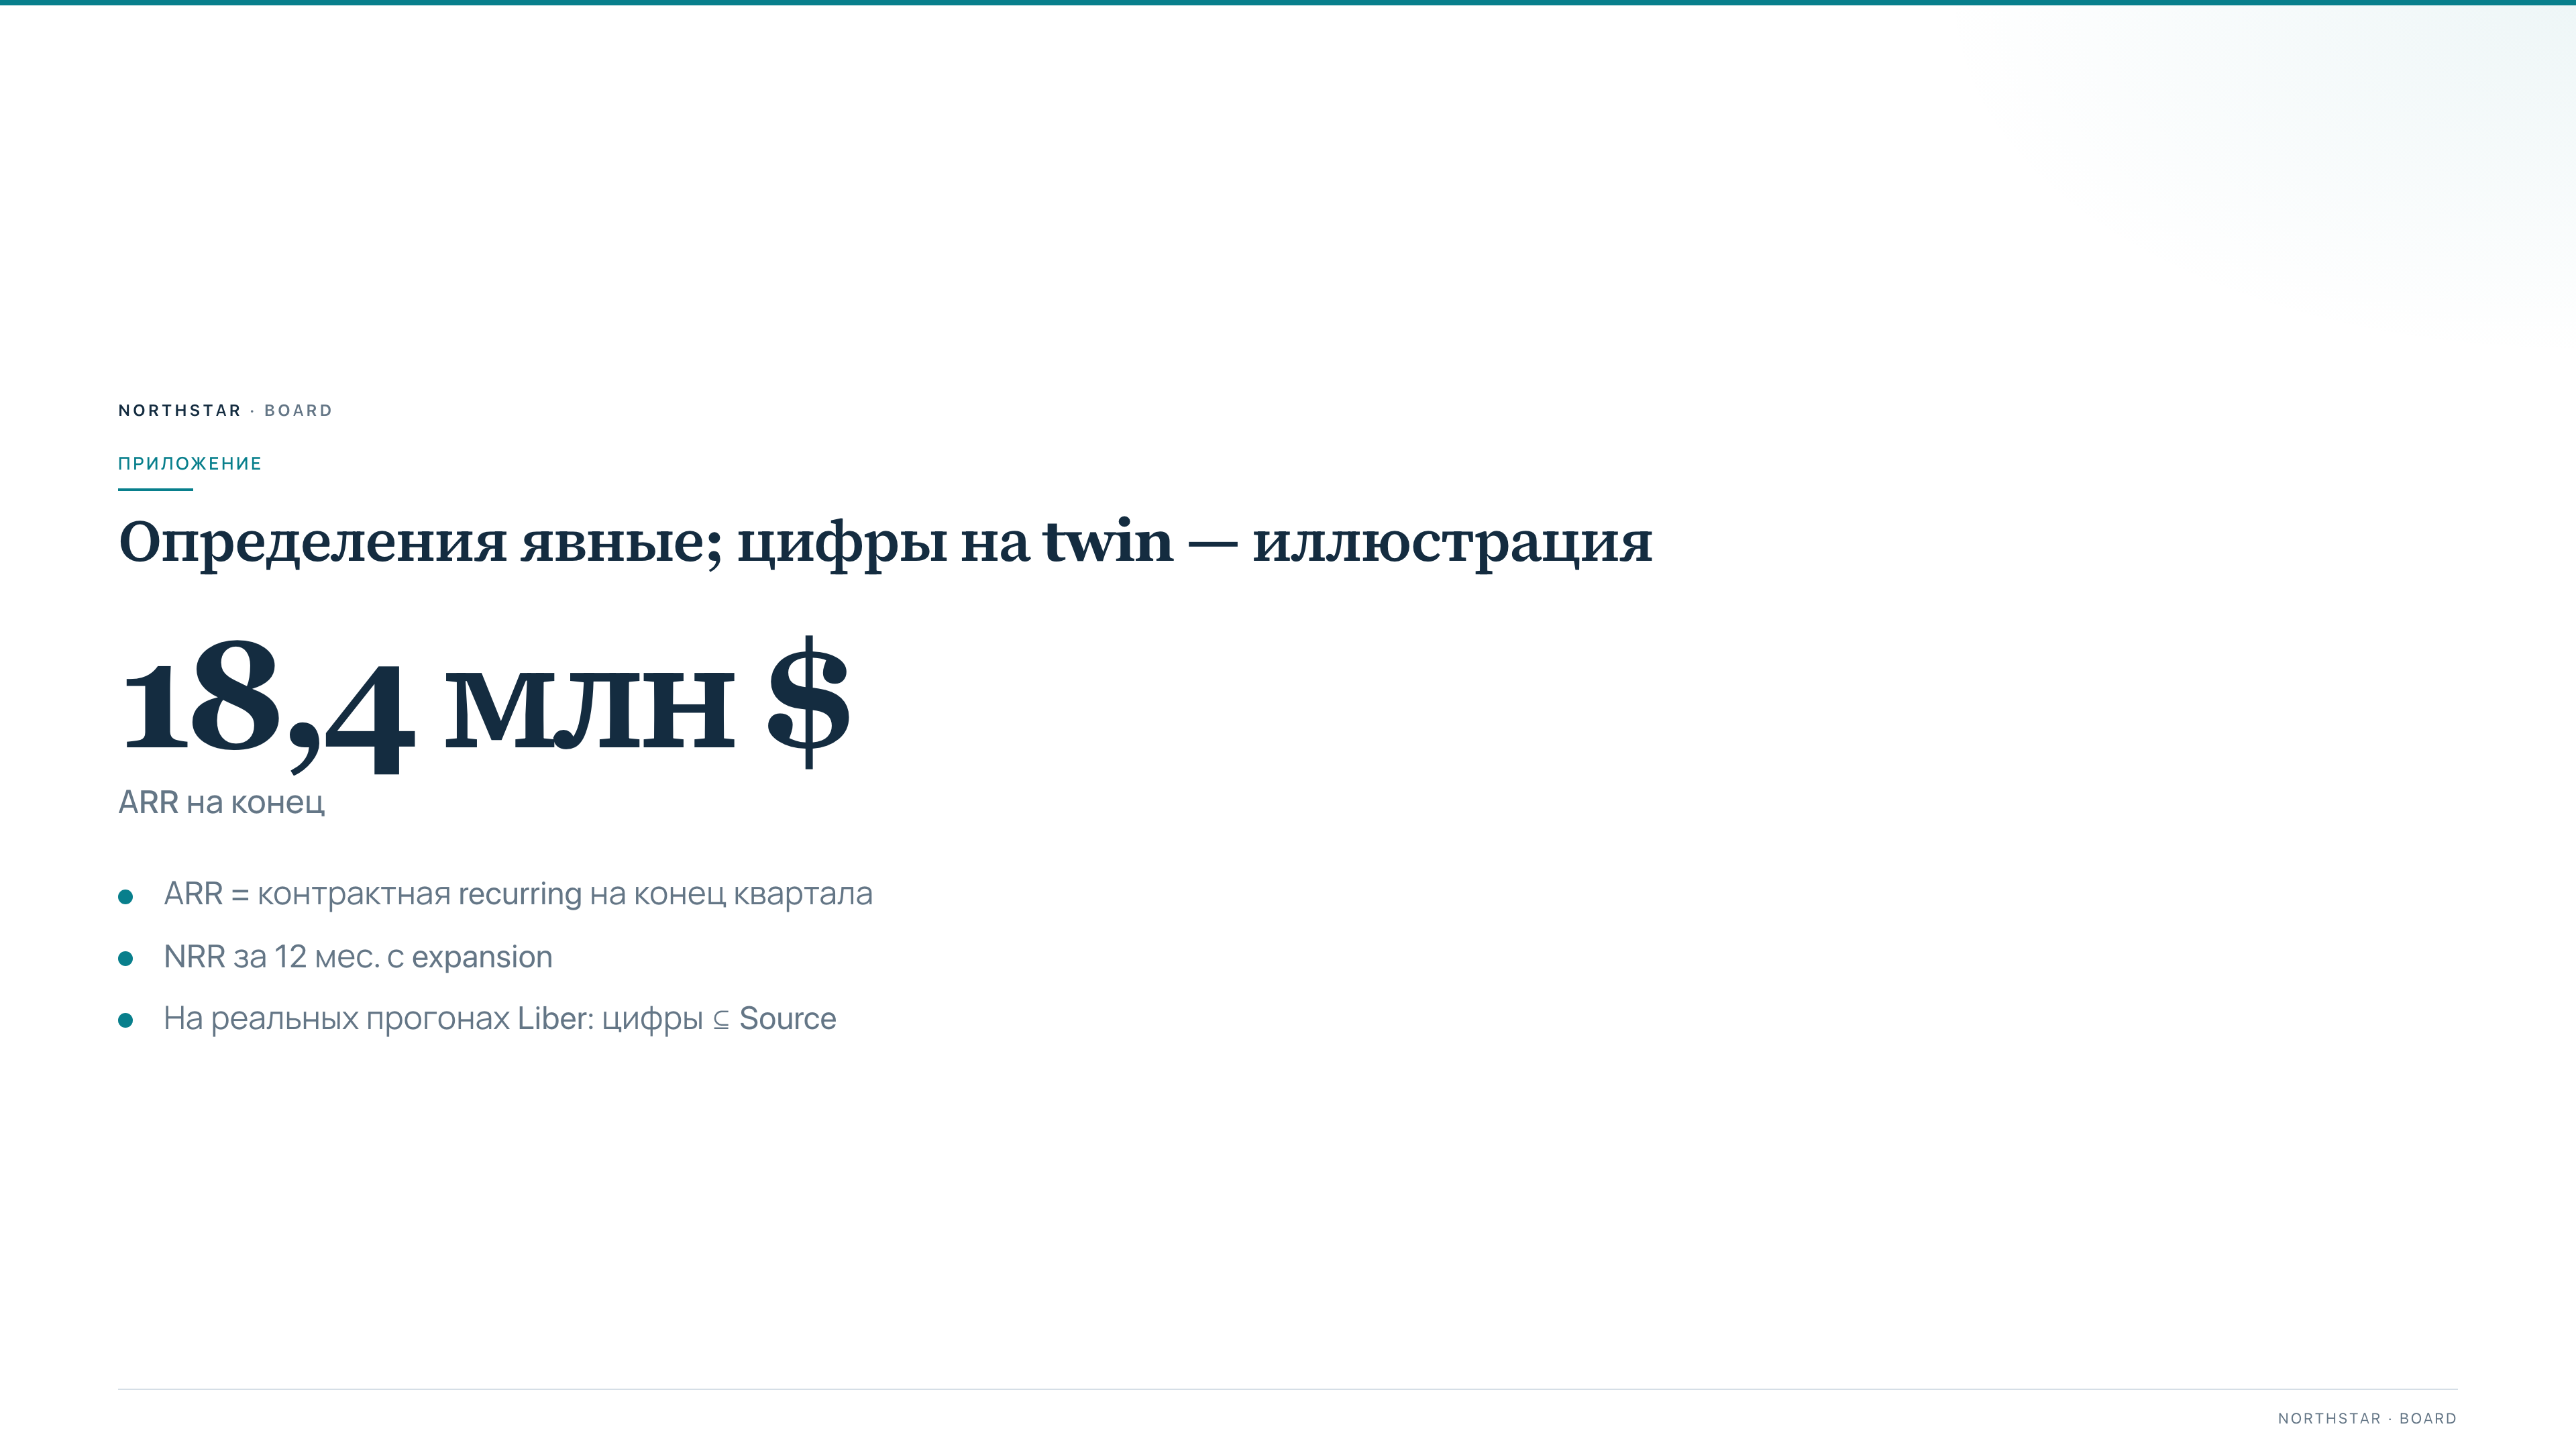 NORTHSTAR · BOARD
ПРИЛОЖЕНИЕ
Определения явные; цифры на twin — иллюстрация
18,4 млн $
ARR на конец
ARR = контрактная recurring на конец квартала
NRR за 12 мес. с expansion
На реальных прогонах Liber: цифры ⊆ Source
NORTHSTAR · BOARD